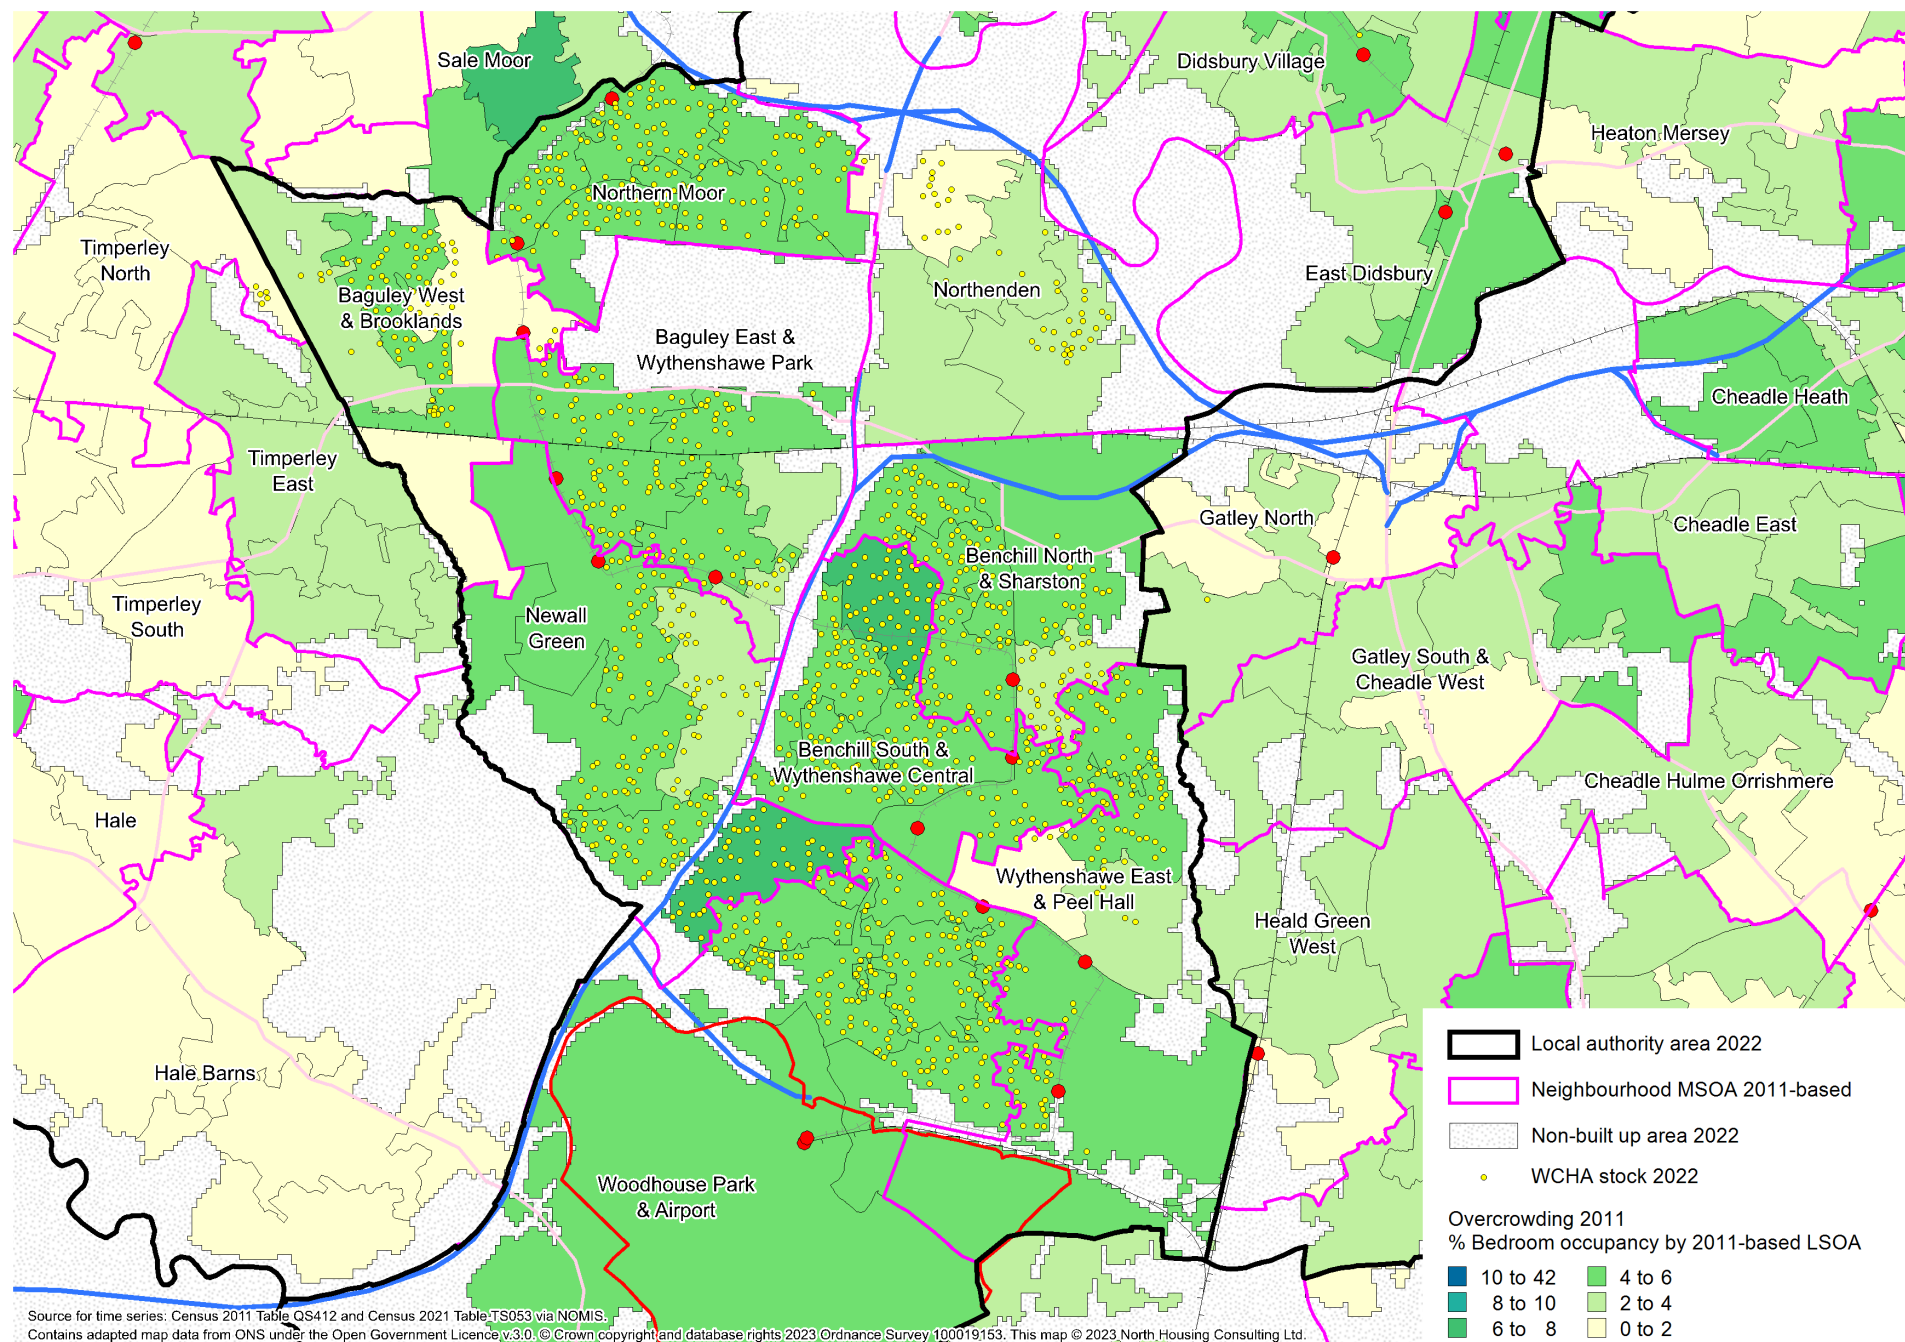 Sale Moor
Didsbury Village
Heaton Mersey
Northern Moor
Timperley
North
Baguley West
& Brooklands
Northenden
East Didsbury
Baguley East &
Wythenshawe Park
Cheadle Heath
Timperley
East
Gatley North
Cheadle East
Benchill North
& Sharston
Timperley
South
Newall
Green
Gatley South &
Cheadle West
Benchill South &
Wythenshawe Central
Cheadle Hulme Orrishmere
Hale
Wythenshawe East
& Peel Hall
Heald Green
West
Hale Barns
Woodhouse Park
& Airport
Local authority area 2022
Neighbourhood MSOA 2011-based
Non-built up area 2022
WCHA stock 2022
Overcrowding 2011
% Bedroom occupancy by 2011-based LSOA
10 to 42 4 to 6
8 to 10 2 to 4
6 to 8 0 to 2
Source for time series: Census 2011 Table QS412 and Census 2021 Table TS053 via NOMIS.
Contains adapted map data from ONS under the Open Government Licence v.3.0. © Crown copyright and database rights 2023 Ordnance Survey 100019153. This map © 2023 North Housing Consulting Ltd.